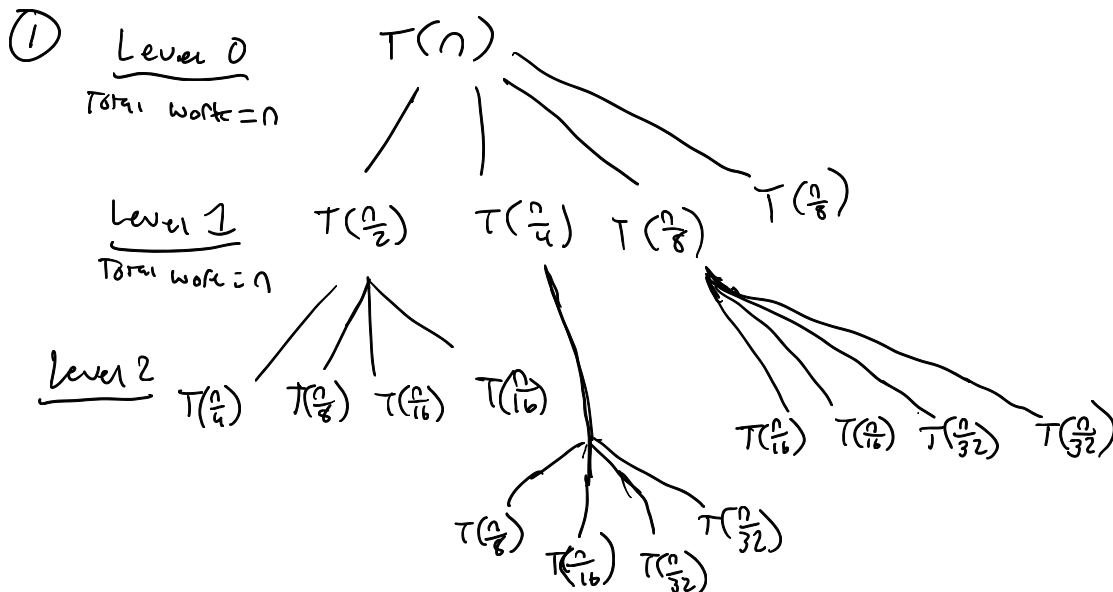 ① Level 0 T(n)
Total work = n
Level 1 T(n/2) T(n/4) T(n/8) T(n/8)
Total work = n
Level 2 T(n/4) T(n/8) T(n/16) T(n/16) T(n/16) T(n/16) T(n/32) T(n/32)
T(n/8) T(n/16) T(n/32) T(n/32)